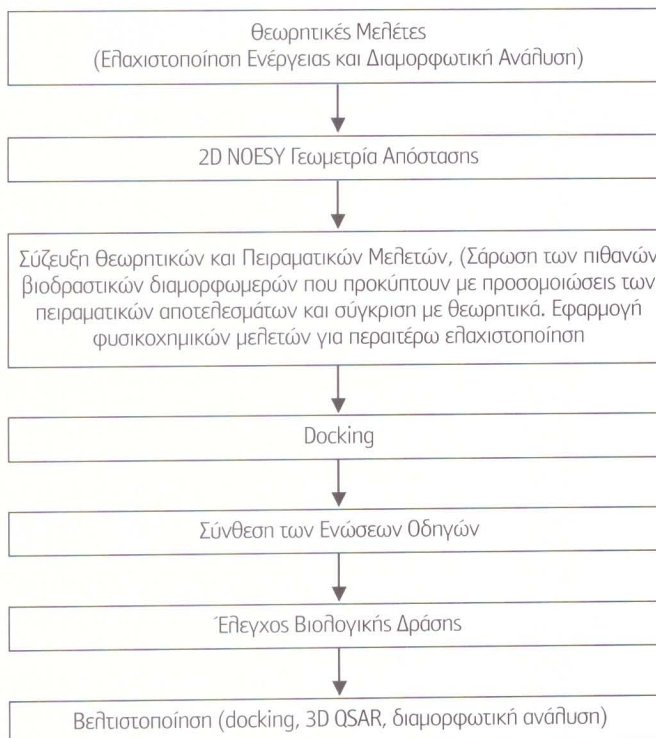 Θεωρητικές Μελέτες
(Ελαχιστοποίηση Ενέργειας και Διαμορφωτική Ανάλυση)
2D NOESY Γεωμετρία Απόστασης
Σύζευξη Θεωρητικών και Πειραματικών Μελετών, (Σάρωση των πιθανών
βιοδραστικών διαμορφωμερών που προκύπτουν με προσομοιώσεις των
πειραματικών αποτελεσμάτων και σύγκριση με θεωρητικά. Εφαρμογή
φυσικοχημικών μελετών για περαιτέρω ελαχιστοποίηση
Docking
Σύνθεση των Ενώσεων Οδηγών
Έλεγχος Βιολογικής Δράσης
Βελτιστοποίηση (docking, 3D QSAR, διαμορφωτική ανάλυση)